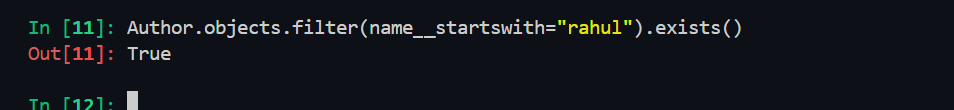 In [11]: Author.objects.filter(name__startswith="rahul").exists()
Out[11]: True
In [12]: